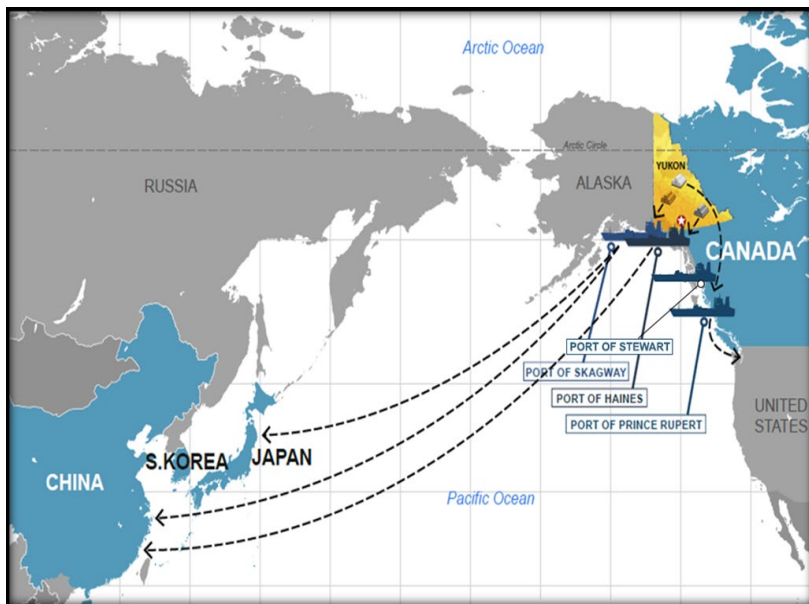 Arctic Ocean
Arctic Circle
YUKON
RUSSIA
ALASKA
CANADA
PORT OF STEWART
PORT OF SKAGWAY
PORT OF HAINES
UNITED
STATES
PORT OF PRINCE RUPERT
S.KOREA
JAPAN
CHINA
Pacific Ocean